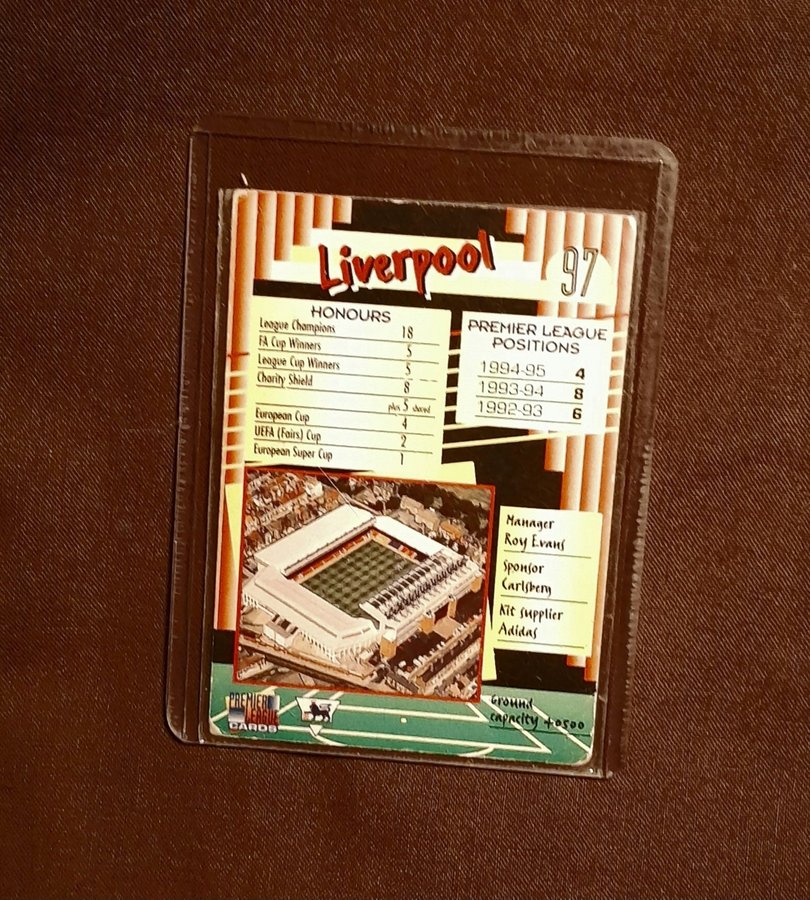 Liverpool
97
HONOURS
League Champions 18
FA Cup Winners 5
League Cup Winners 5
Charity Shield 8
plus 5 shared
European Cup 4
UEFA (Fairs) Cup 2
European Super Cup 1
PREMIER LEAGUE
POSITIONS
1994-95 4
1993-94 8
1992-93 6
Manager
Roy Evans
Sponsor
Carlsberg
Kit supplier
Adidas
Ground
capacity 40500
PREMIER
LEAGUE
CARDS